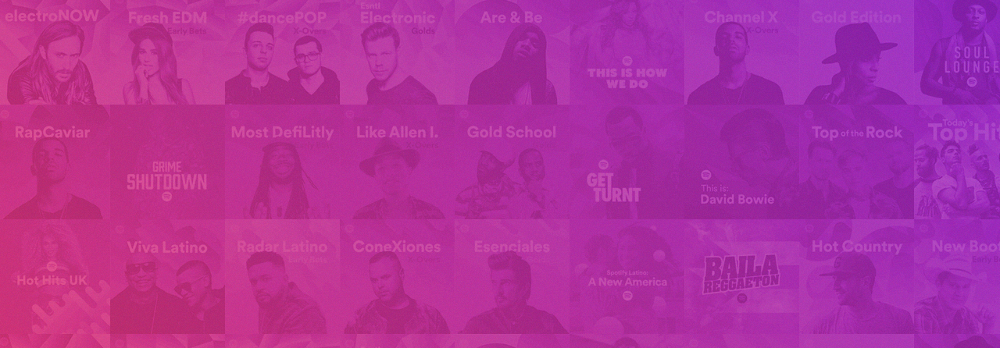 electroNOW
Fresh EDM
Early Bets
#dancePOP
X-Overs
Esntl
Electronic
Golds
Are & Be
THIS IS HOW
WE DO
Channel X
X-Overs
Gold Edition
SOUL
LOUNGE
RapCaviar
GRIME
SHUTDOWN
Most DefiLitly
Like Allen I.
Gold School
GET
TURNT
This is:
David Bowie
Top of the Rock
Today's
Top Hit
Hot Hits UK
Viva Latino
Radar Latino
Early Bets
ConeXiones
Esenciales
Spotify Latino:
A New America
BAILA
REGGAETON
Hot Country
New Boot